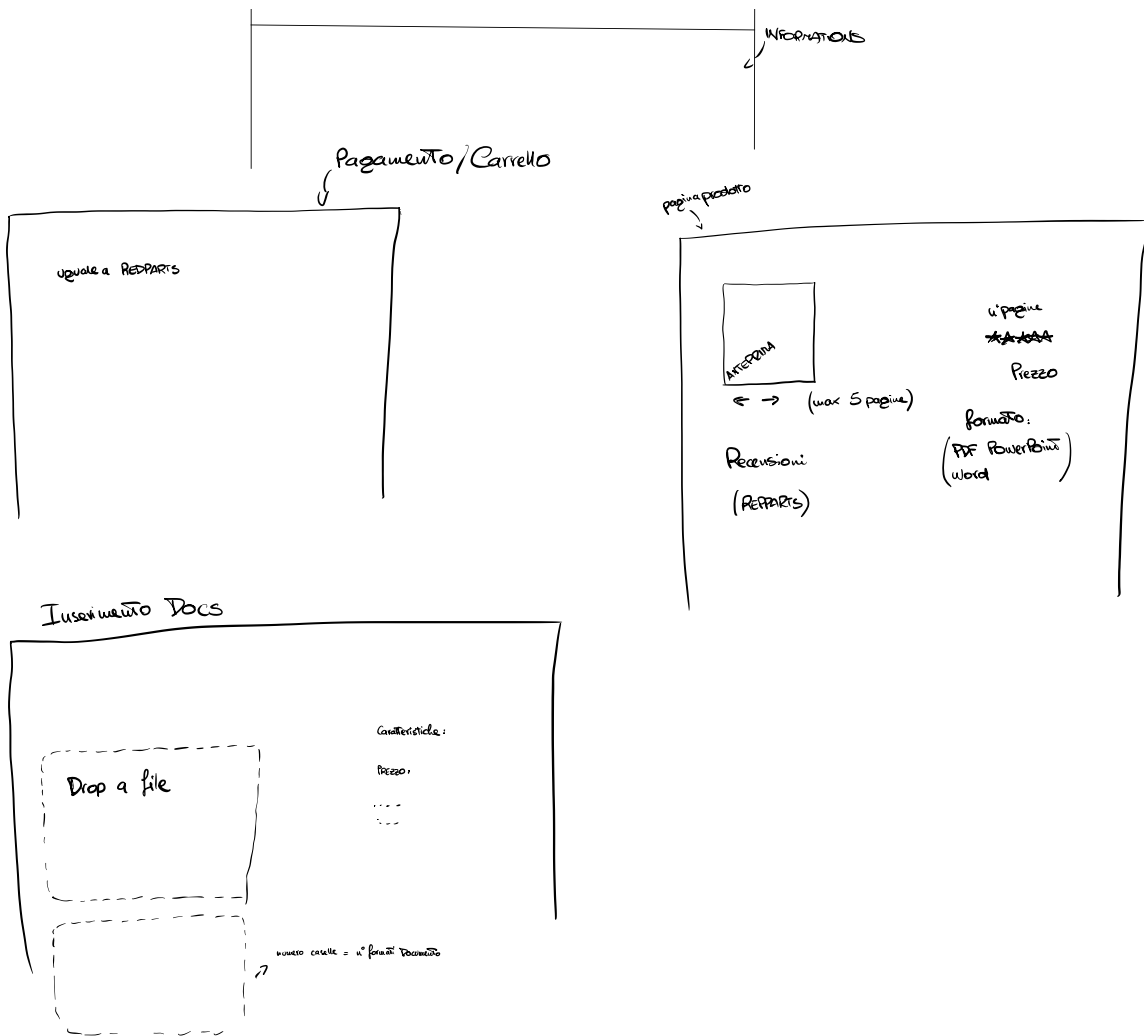 INFORMATIONS
Pagamento/Carrello
uguale a REDPARTS
pagina prodotto
ANTEPRIMA
(max 5 pagine)
n° pagine
Prezzo
formato:
(PDF PowerPoint
Word)
Recensioni
(REPPARTS)
Inserimento Docs
Drop a file
Caratteristiche:
PREZZO:
numero caselle = n° formati Documento